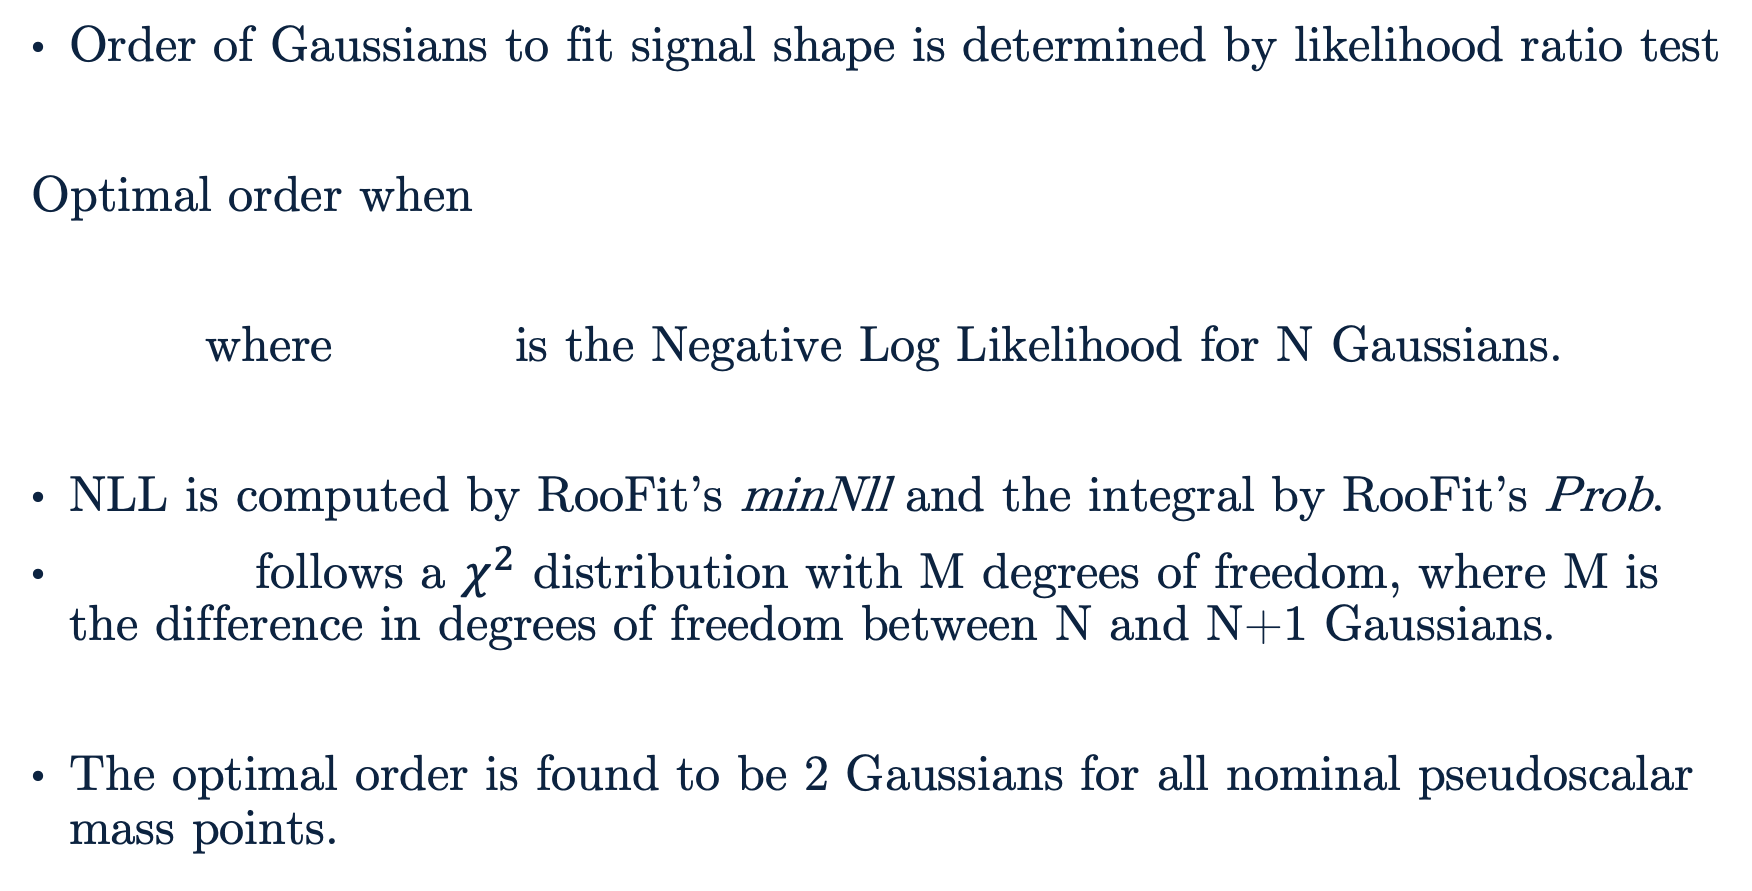 • Order of Gaussians to fit signal shape is determined by likelihood ratio test
Optimal order when
where is the Negative Log Likelihood for N Gaussians.
• NLL is computed by RooFit’s minNll and the integral by RooFit’s Prob.
• follows a χ² distribution with M degrees of freedom, where M is
the difference in degrees of freedom between N and N+1 Gaussians.
• The optimal order is found to be 2 Gaussians for all nominal pseudoscalar
mass points.